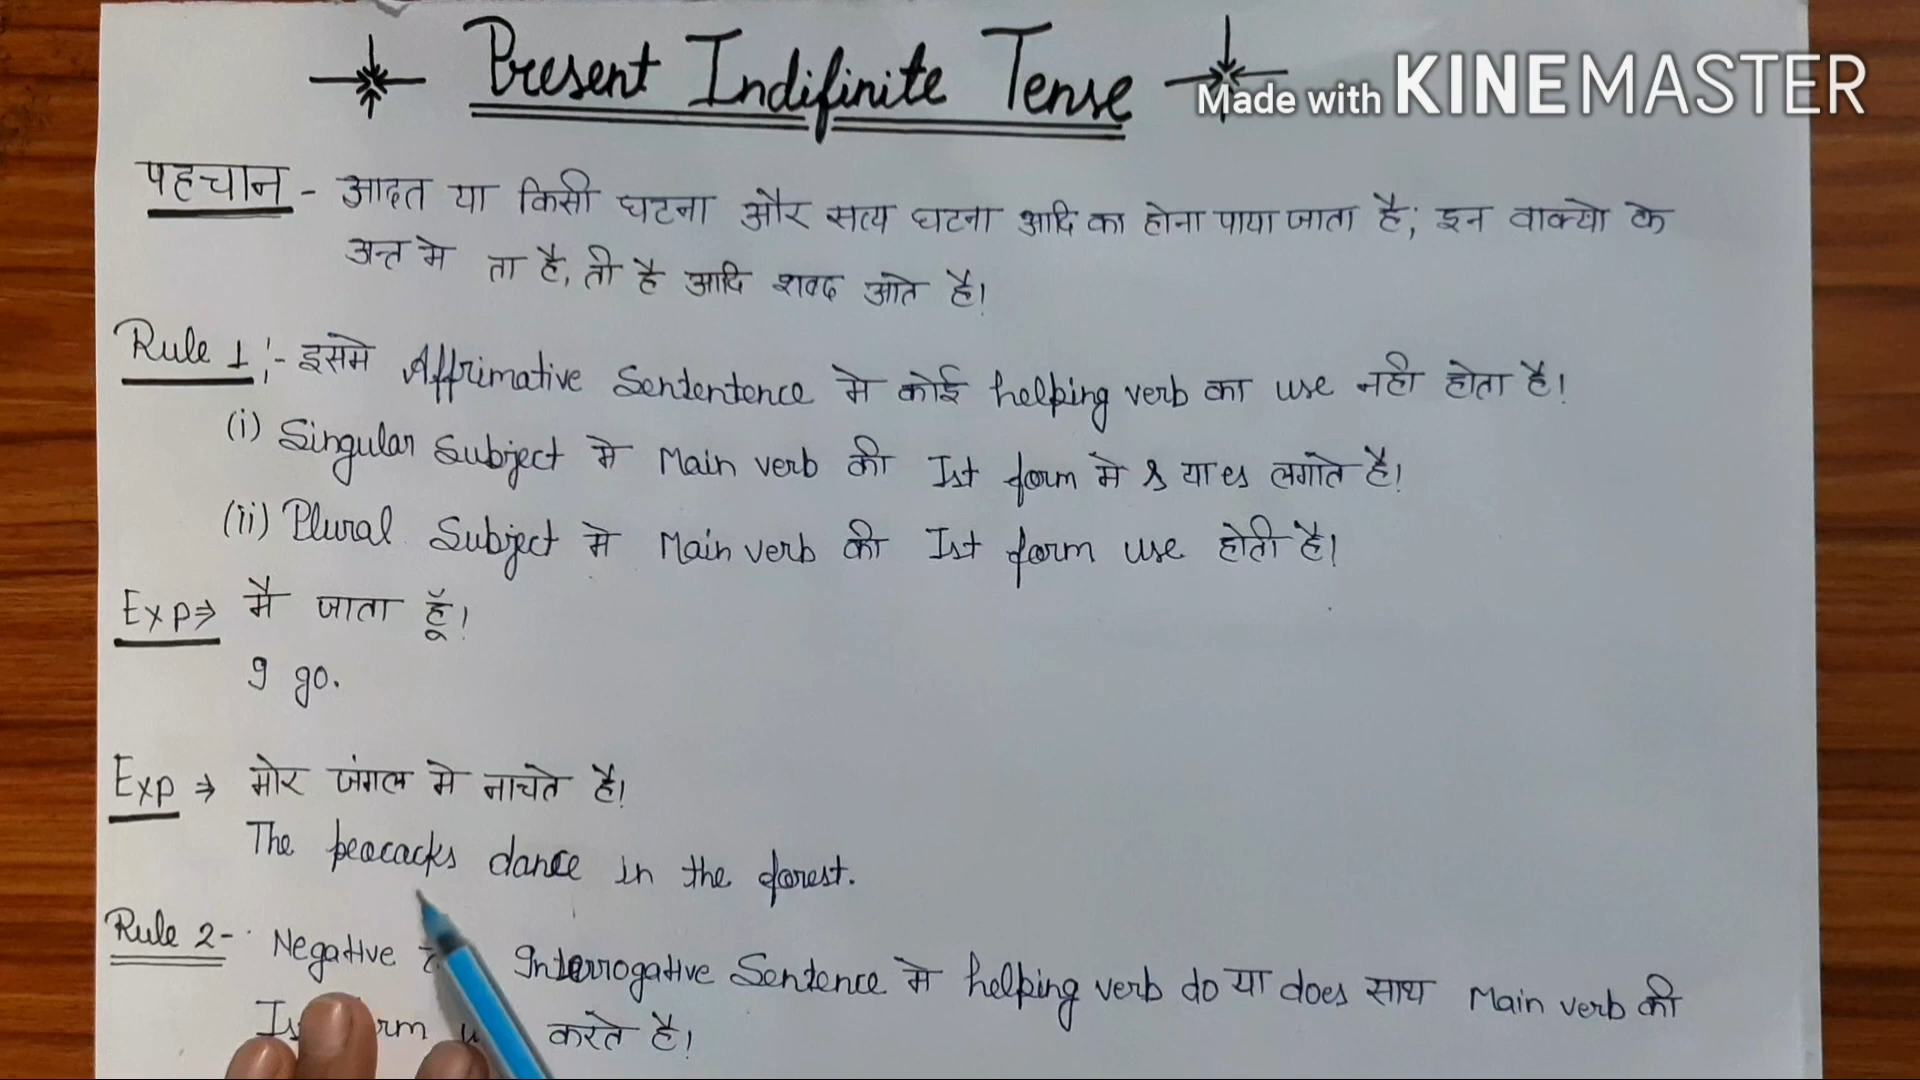 Present Indifinite Tense
Made with KINEMASTER
पहचान - आदत या किसी घटना और सत्य घटना आदि का होना पाया जाता है; इन वाक्यो के
अन्त मे ता है, ती है आदि शव्द आते है।
Rule 1 ;- इसमे Affrimative Sententence मे कोई helping verb का use नही होता है।
(i) Singular Subject मे Main verb की Ist form मे s या es लगाते है।
(ii) Plural Subject मे Main verb की Ist form use होती है।
Exp⇒ मै जाता हूँ।
I go.
Exp ⇒ मोर जंगल मे नाचते है।
The peacacks dance in the forest.
Rule 2- Negative Interrogative Sentence मे helping verb do या does साथ Main verb की
करते है।